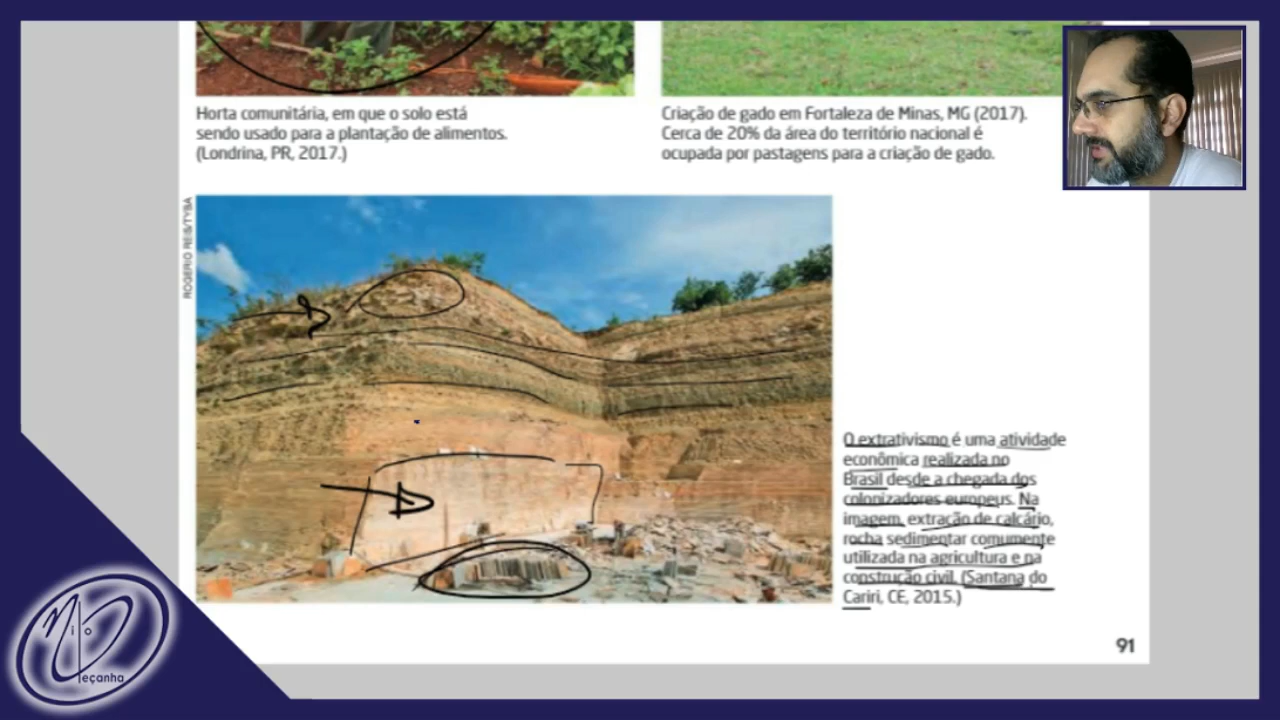 Horta comunitária, em que o solo está
sendo usado para a plantação de alimentos.
(Londrina, PR, 2017.)
Criação de gado em Fortaleza de Minas, MG (2017).
Cerca de 20% da área do território nacional é
ocupada por pastagens para a criação de gado.
ROGERIO REIS/TYBA
O extrativismo é uma atividade
econômica realizada no
Brasil desde a chegada dos
colonizadores europeus. Na
imagem, extração de calcário,
rocha sedimentar comumente
utilizada na agricultura e na
construção civil. (Santana do
Cariri, CE, 2015.)
91
eçanha